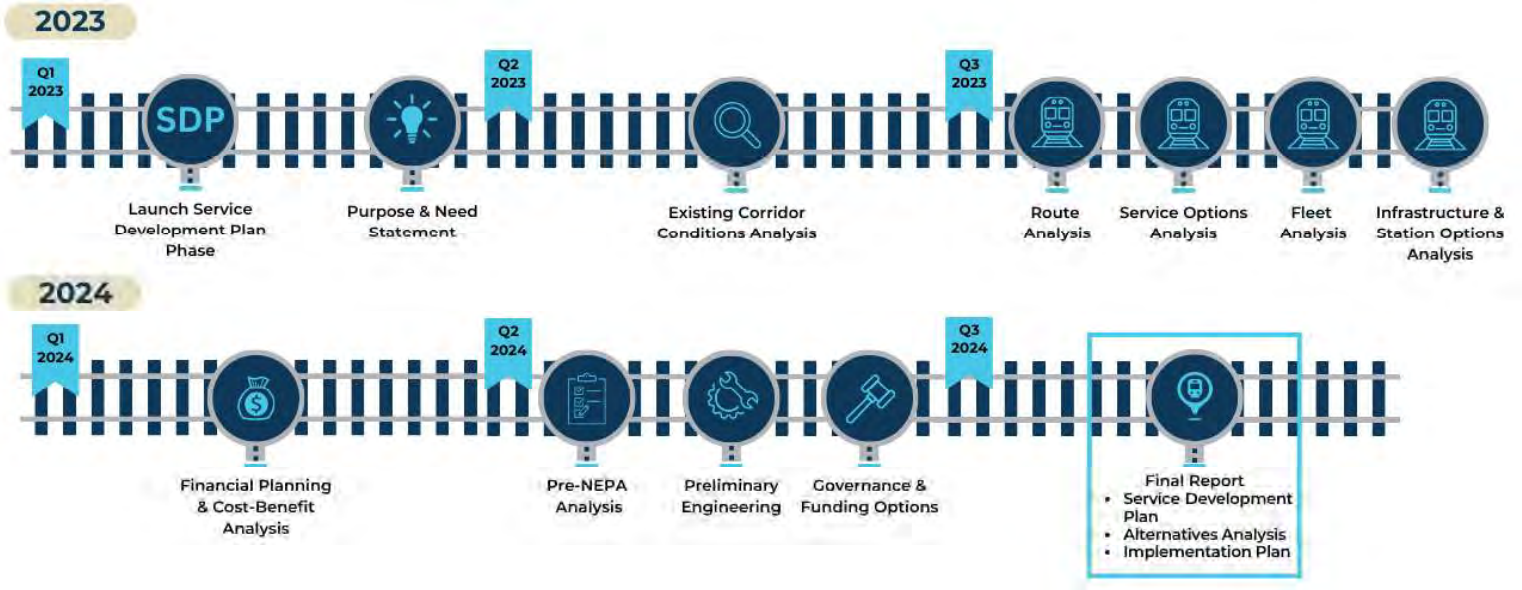 2023
Q1
2023
Q2
2023
Q3
2023
SDP
Launch Service
Development Plan
Phase
Purpose & Need
Statement
Existing Corridor
Conditions Analysis
Route
Analysis
Service Options
Analysis
Fleet
Analysis
Infrastructure &
Station Options
Analysis
2024
Q1
2024
Q2
2024
Q3
2024
$
Financial Planning
& Cost-Benefit
Analysis
Pre-NEPA
Analysis
Preliminary
Engineering
Governance &
Funding Options
Final Report
• Service Development
Plan
• Alternatives Analysis
• Implementation Plan